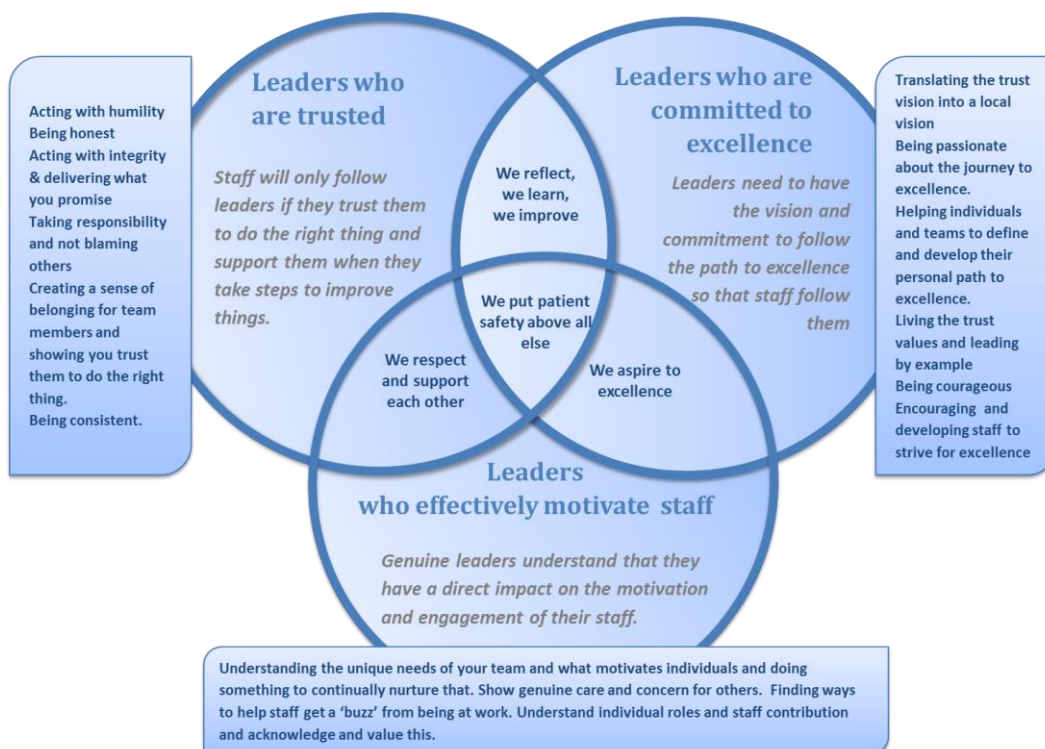 Leaders who
are trusted
Staff will only follow
leaders if they trust them
to do the right thing and
support them when they
take steps to improve
things.
Leaders who are
committed to
excellence
Leaders need to have
the vision and
commitment to follow
the path to excellence
so that staff follow
them
We reflect,
we learn,
we improve
We put patient
safety above all
else
We respect
and support
each other
We aspire to
excellence
Leaders
who effectively motivate staff
Genuine leaders understand that they
have a direct impact on the motivation
and engagement of their staff.
Acting with humility
Being honest
Acting with integrity
& delivering what
you promise
Taking responsibility
and not blaming
others
Creating a sense of
belonging for team
members and
showing you trust
them to do the right
thing.
Being consistent.
Translating the trust
vision into a local
vision
Being passionate
about the journey to
excellence.
Helping individuals
and teams to define
and develop their
personal path to
excellence.
Living the trust
values and leading
by example
Being courageous
Encouraging and
developing staff to
strive for excellence
Understanding the unique needs of your team and what motivates individuals and doing
something to continually nurture that. Show genuine care and concern for others. Finding ways
to help staff get a ‘buzz’ from being at work. Understand individual roles and staff contribution
and acknowledge and value this.